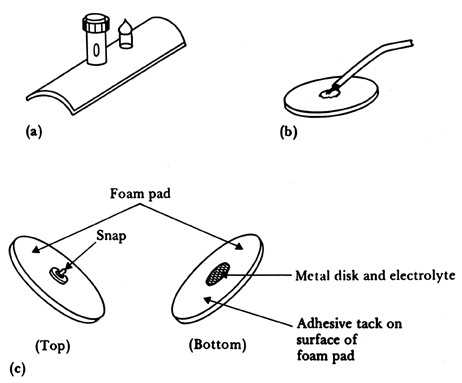 (a)
(b)
Foam pad
Snap
Metal disk and electrolyte
Adhesive tack on
surface of
foam pad
(Top)
(Bottom)
(c)